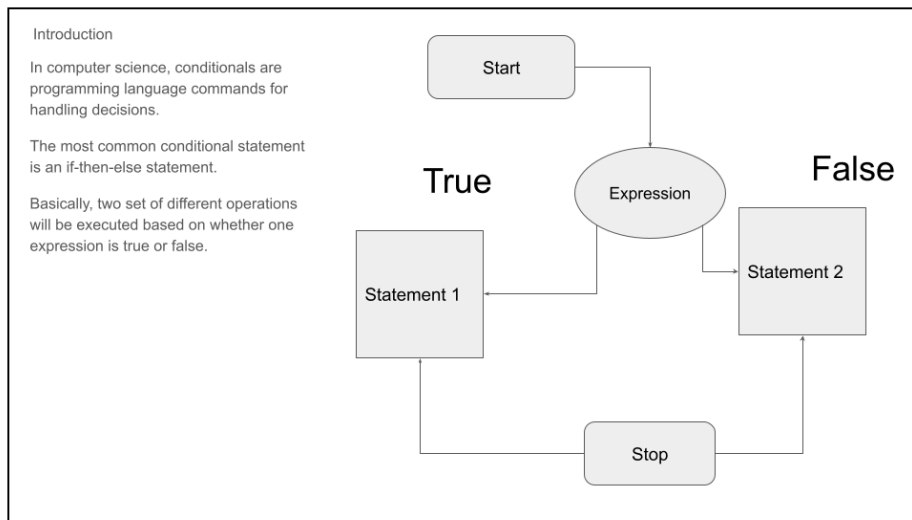 Introduction
In computer science, conditionals are
programming language commands for
handling decisions.
The most common conditional statement
is an if-then-else statement.
Basically, two set of different operations
will be executed based on whether one
expression is true or false.
Start
Expression
True
False
Statement 1
Statement 2
Stop